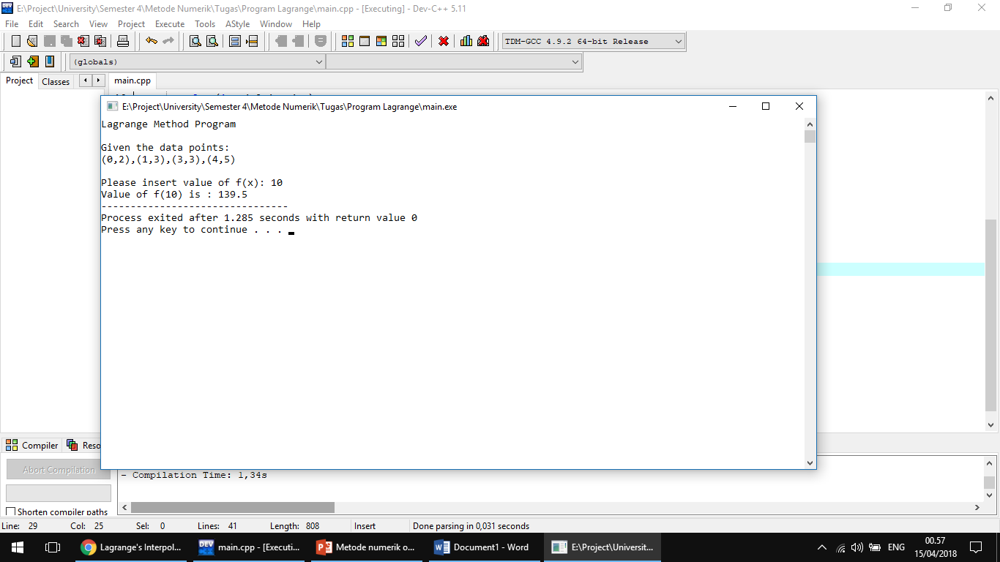 E:\Project\University\Semester 4\Metode Numerik\Tugas\Program Lagrange\main.cpp - [Executing] - Dev-C++ 5.11
File Edit Search View Project Execute Tools AStyle Window Help
TDM-GCC 4.9.2 64-bit Release
(globals)
Project Classes main.cpp
E:\Project\University\Semester 4\Metode Numerik\Tugas\Program Lagrange\main.exe
Lagrange Method Program
Given the data points:
(0,2),(1,3),(3,3),(4,5)
Please insert value of f(x): 10
Value of f(10) is : 139.5
--------------------------------
Process exited after 1.285 seconds with return value 0
Press any key to continue . . .
Compiler Reso
Abort Compilation
- Compilation Time: 1,34s
Shorten compiler paths
Line: 29 Col: 25 Sel: 0 Lines: 41 Length: 808 Insert Done parsing in 0,031 seconds
Lagrange's Interpol... main.cpp - [Executi... Metode numerik o... Document1 - Word E:\Project\Universit... ENG 00.57
15/04/2018